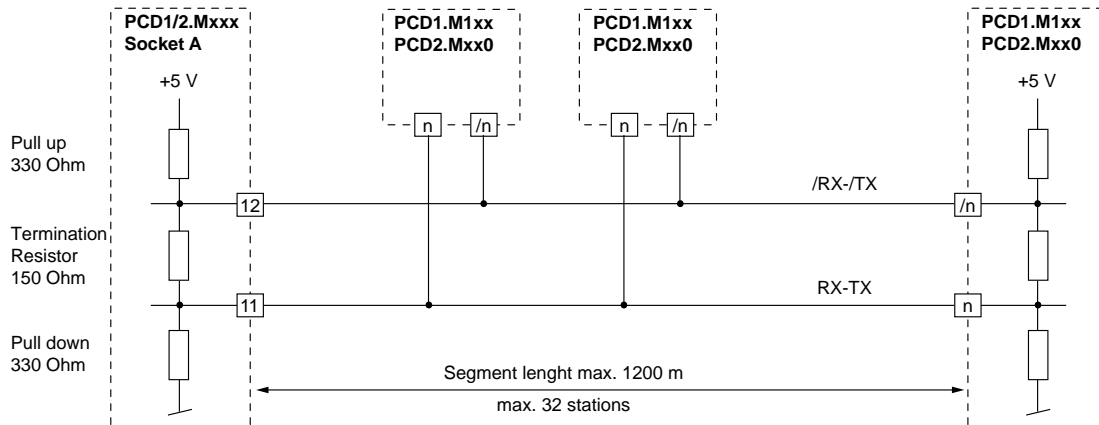 PCD1/2.Mxxx
Socket A
PCD1.M1xx
PCD2.Mxx0
PCD1.M1xx
PCD2.Mxx0
PCD1.M1xx
PCD2.Mxx0
+5 V
+5 V
n
/n
n
/n
Pull up
330 Ohm
/RX-/TX
12
/n
Termination
Resistor
150 Ohm
RX-TX
11
n
Pull down
330 Ohm
Segment lenght max. 1200 m
max. 32 stations